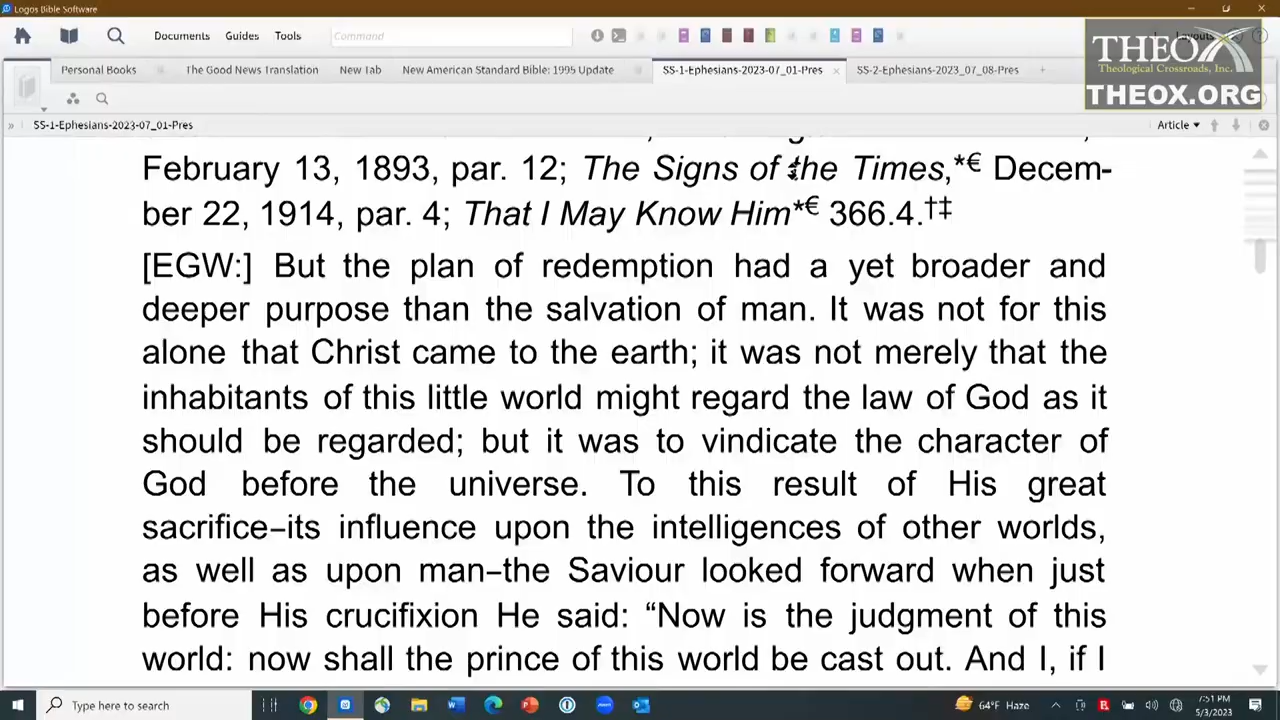 Logos Bible Software
Documents Guides Tools Command Layouts
THEOX
Theological Crossroads, Inc.
THEOX.ORG
Personal Books The Good News Translation New Tab SS-1-Ephesians-2023-07_01-Pres SS-2-Ephesians-2023_07_08-Pres
SS-1-Ephesians-2023-07_01-Pres Article
February 13, 1893, par. 12; The Signs of the Times,*€ Decem-
ber 22, 1914, par. 4; That I May Know Him*€ 366.4.†‡
[EGW:] But the plan of redemption had a yet broader and
deeper purpose than the salvation of man. It was not for this
alone that Christ came to the earth; it was not merely that the
inhabitants of this little world might regard the law of God as it
should be regarded; but it was to vindicate the character of
God before the universe. To this result of His great
sacrifice–its influence upon the intelligences of other worlds,
as well as upon man–the Saviour looked forward when just
before His crucifixion He said: “Now is the judgment of this
world: now shall the prince of this world be cast out. And I, if I
Type here to search 64°F Haze 7:51 PM
5/3/2023